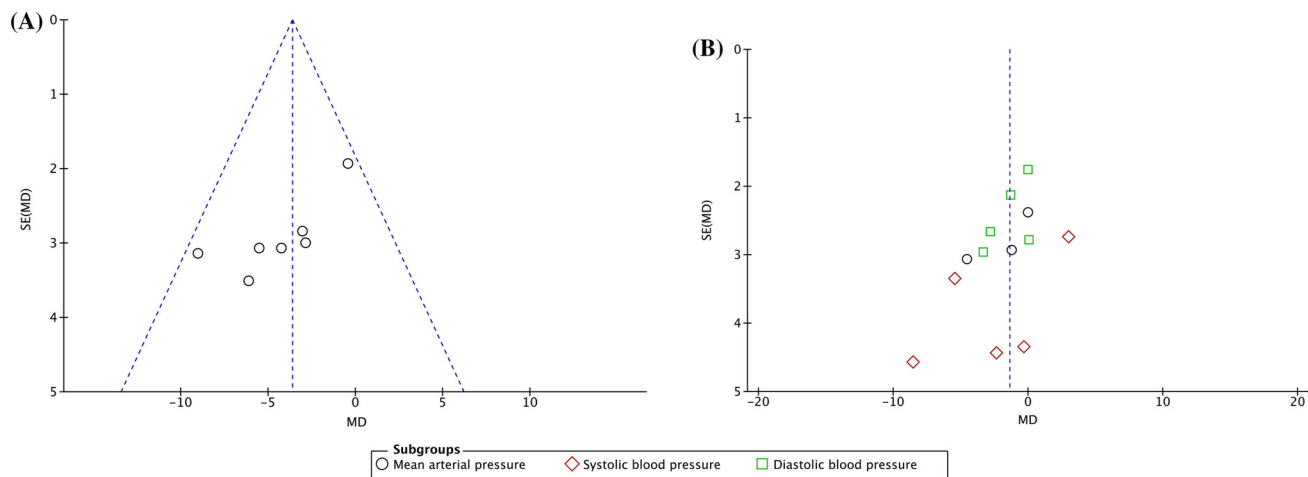 (A)
0
1
2
3
4
5
SE(MD)
−10 −5 0 5 10
MD
(B)
0
1
2
3
4
5
SE(MD)
−20 −10 0 10 20
MD
Subgroups
Mean arterial pressure Systolic blood pressure Diastolic blood pressure